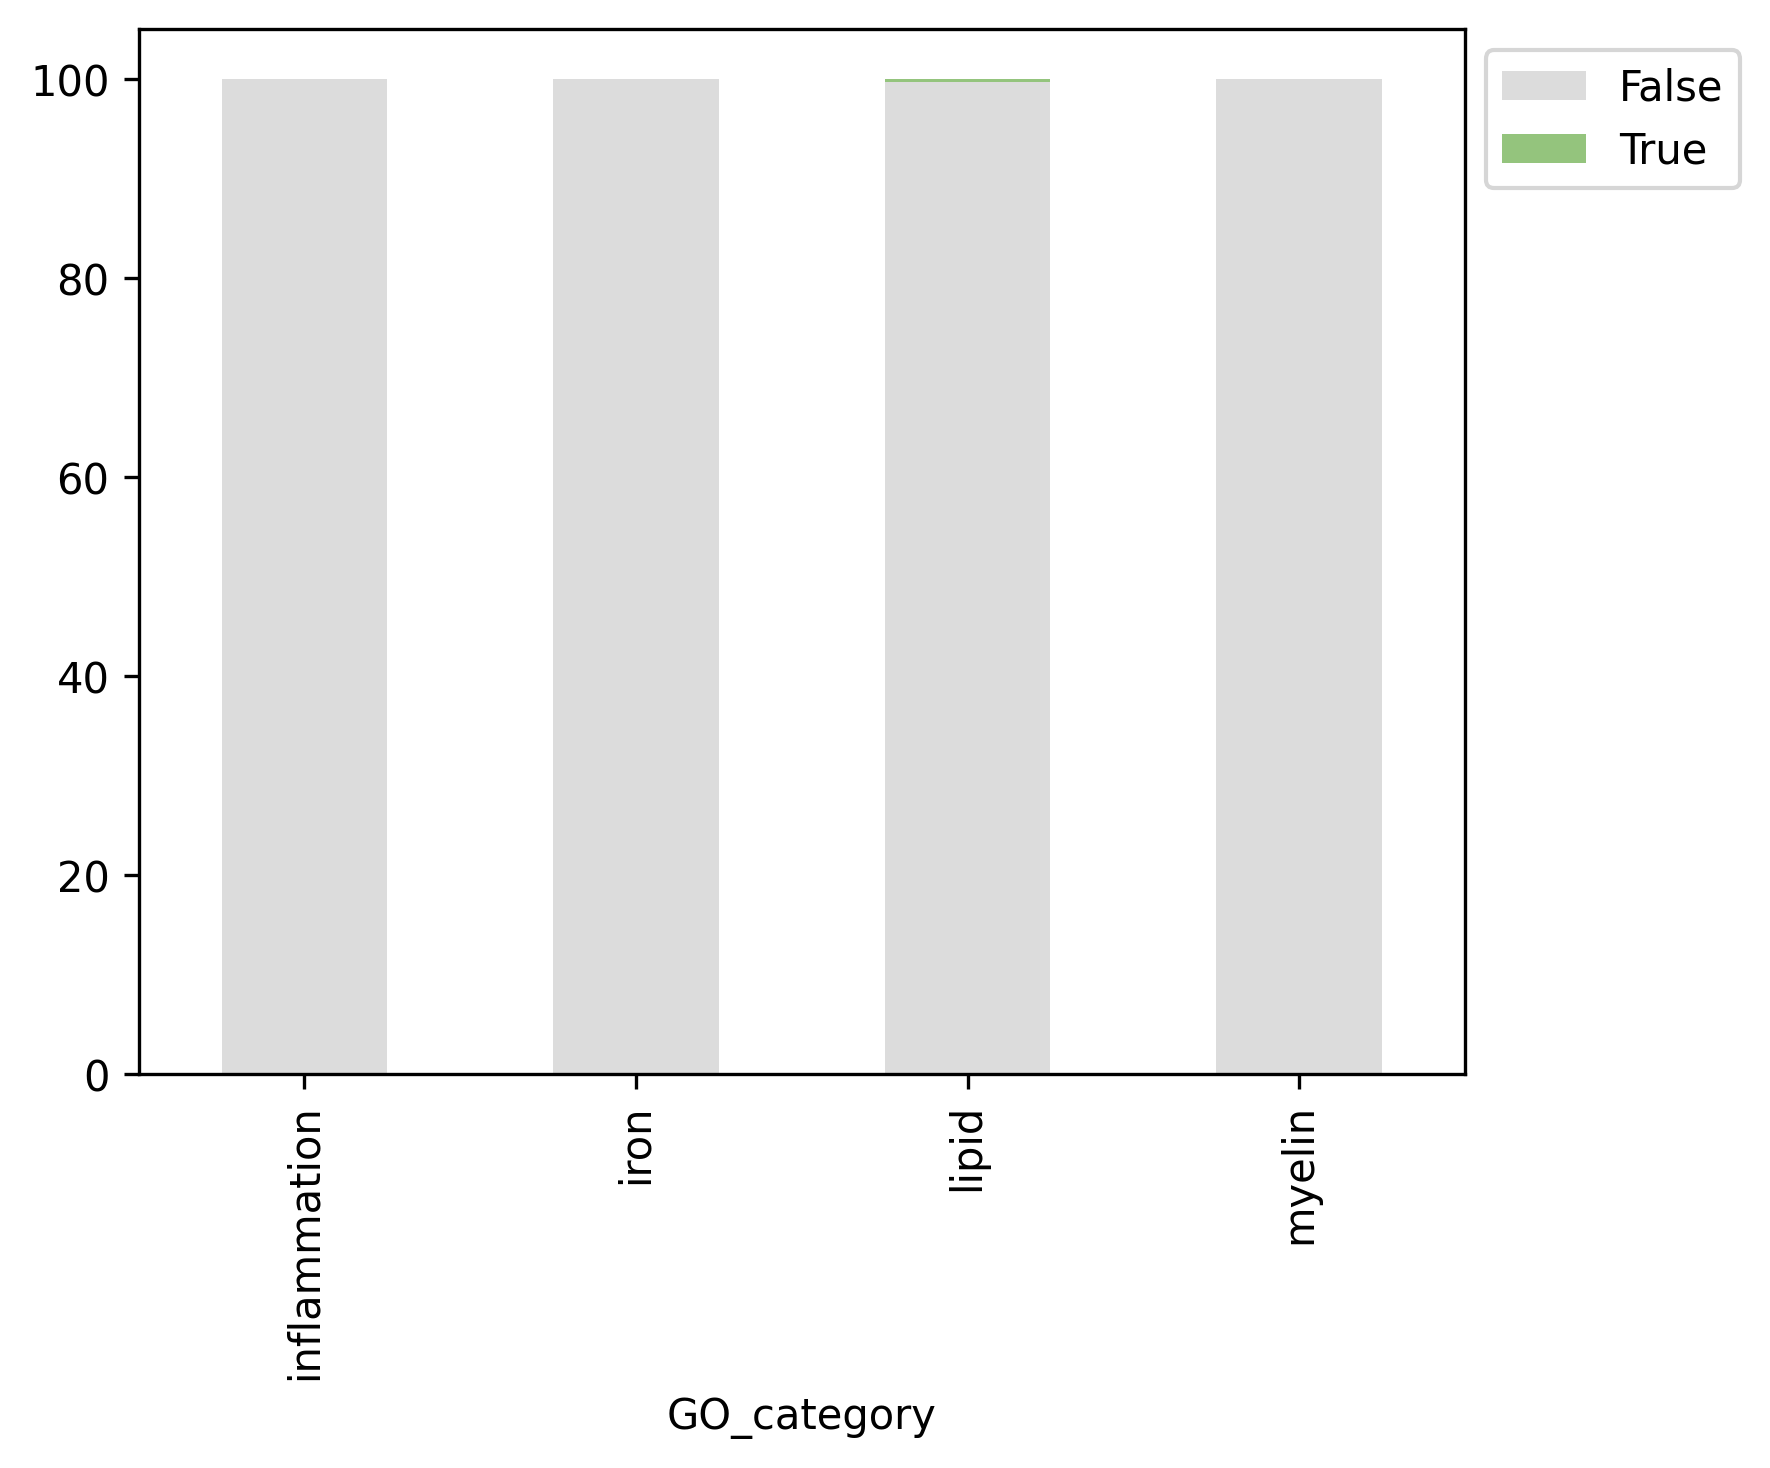 100
80
60
40
20
0
inflammation
iron
lipid
myelin
GO_category
False
True